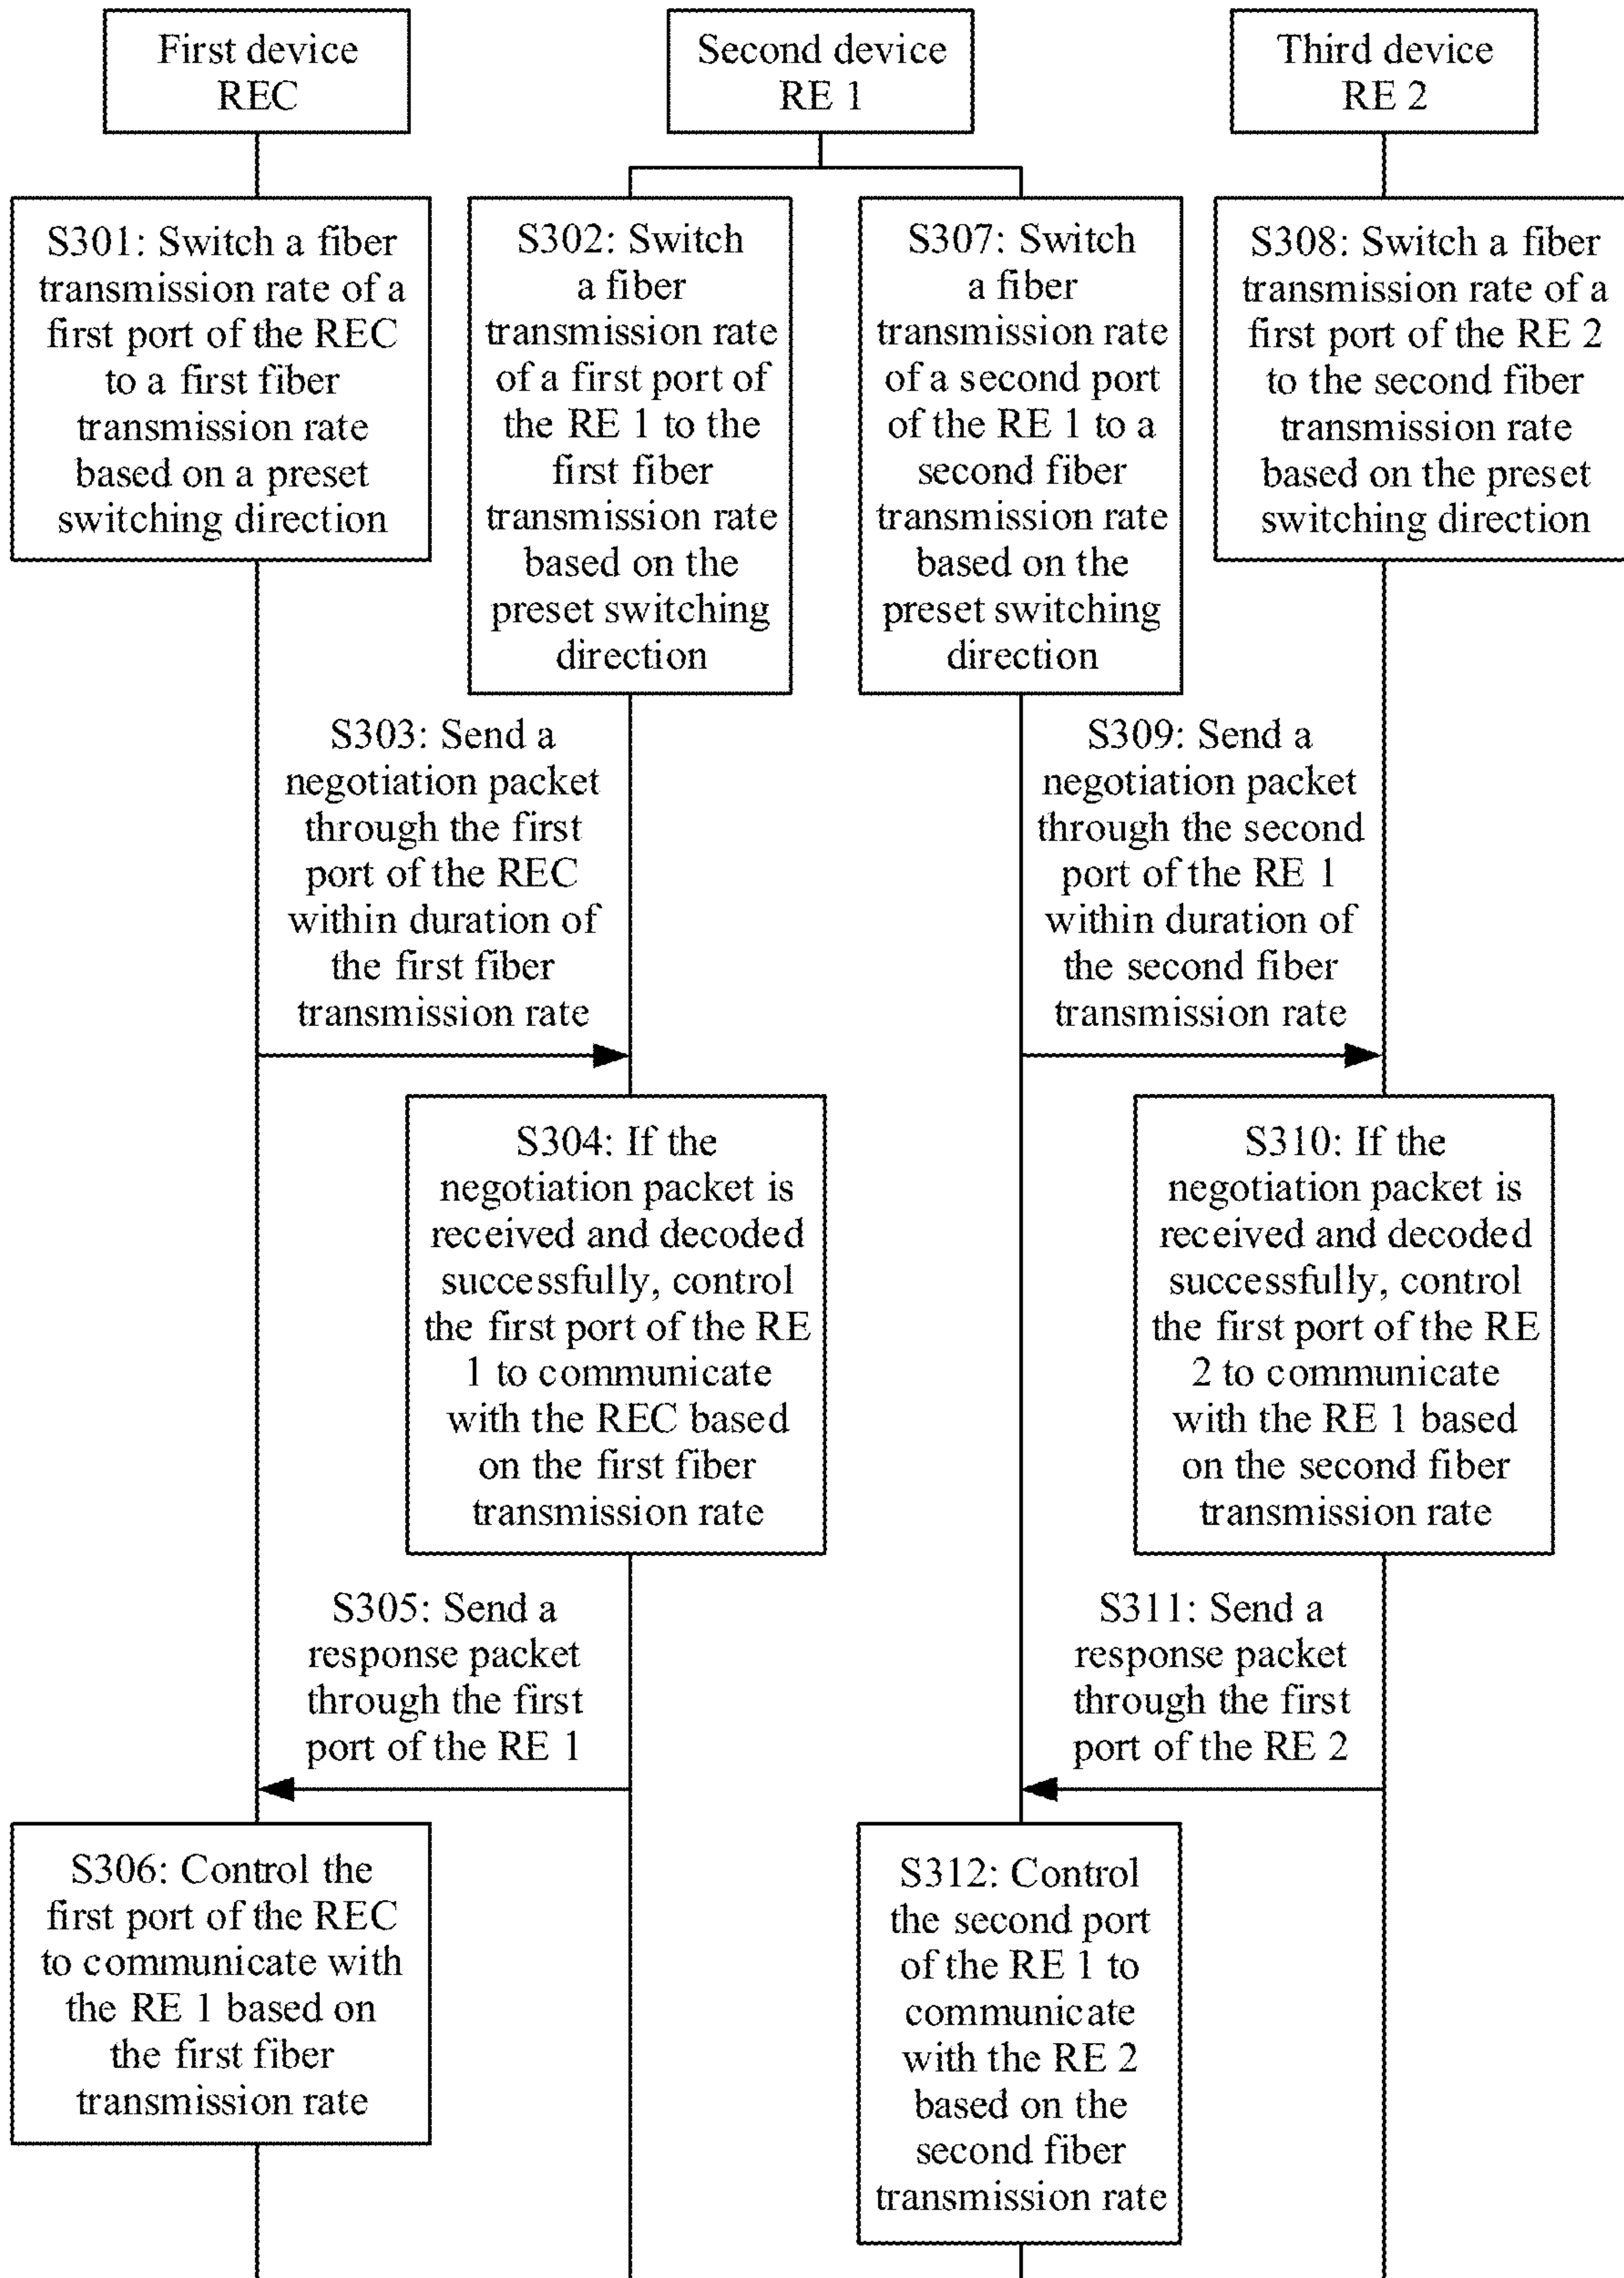 First device
REC
Second device
RE 1
Third device
RE 2
S301: Switch a fiber
transmission rate of a
first port of the REC
to a first fiber
transmission rate
based on a preset
switching direction
S302: Switch
a fiber
transmission rate
of a first port of
the RE 1 to the
first fiber
transmission rate
based on the
preset switching
direction
S307: Switch
a fiber
transmission rate
of a second port
of the RE 1 to a
second fiber
transmission rate
based on the
preset switching
direction
S308: Switch a fiber
transmission rate of a
first port of the RE 2
to the second fiber
transmission rate
based on the preset
switching direction
S303: Send a
negotiation packet
through the first
port of the REC
within duration of
the first fiber
transmission rate
S309: Send a
negotiation packet
through the second
port of the RE 1
within duration of
the second fiber
transmission rate
S304: If the
negotiation packet is
received and decoded
successfully, control
the first port of the RE
1 to communicate
with the REC based
on the first fiber
transmission rate
S310: If the
negotiation packet is
received and decoded
successfully, control
the first port of the RE
2 to communicate
with the RE 1 based
on the second fiber
transmission rate
S305: Send a
response packet
through the first
port of the RE 1
S311: Send a
response packet
through the first
port of the RE 2
S306: Control the
first port of the REC
to communicate with
the RE 1 based on
the first fiber
transmission rate
S312: Control
the second port
of the RE 1 to
communicate
with the RE 2
based on the
second fiber
transmission rate